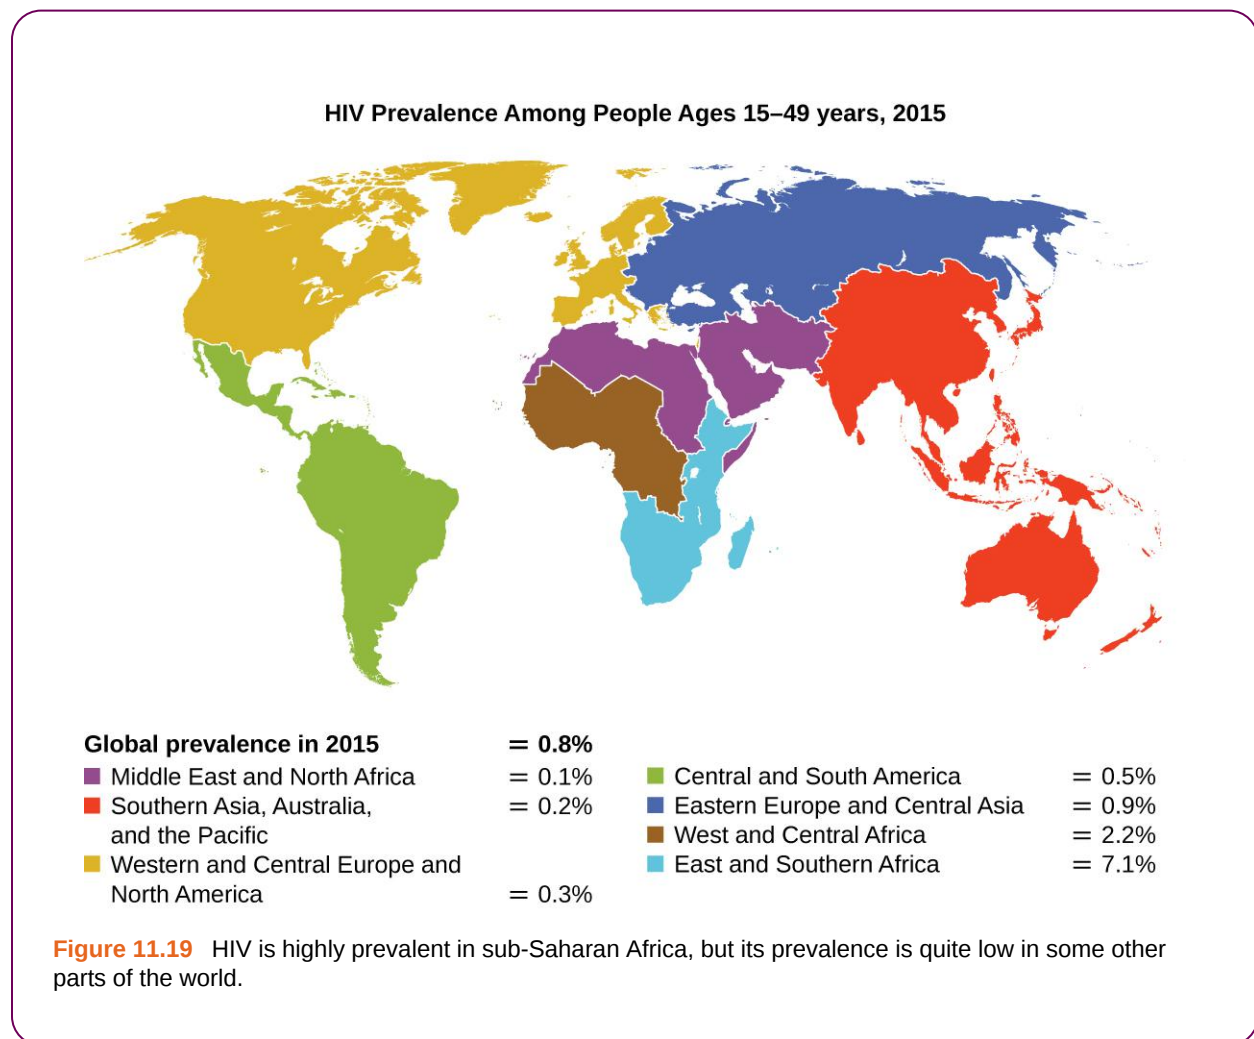 HIV Prevalence Among People Ages 15–49 years, 2015
Global prevalence in 2015 = 0.8%
Middle East and North Africa = 0.1%
Southern Asia, Australia, = 0.2%
and the Pacific
Western and Central Europe and
North America = 0.3%
Central and South America = 0.5%
Eastern Europe and Central Asia = 0.9%
West and Central Africa = 2.2%
East and Southern Africa = 7.1%
Figure 11.19 HIV is highly prevalent in sub-Saharan Africa, but its prevalence is quite low in some other
parts of the world.